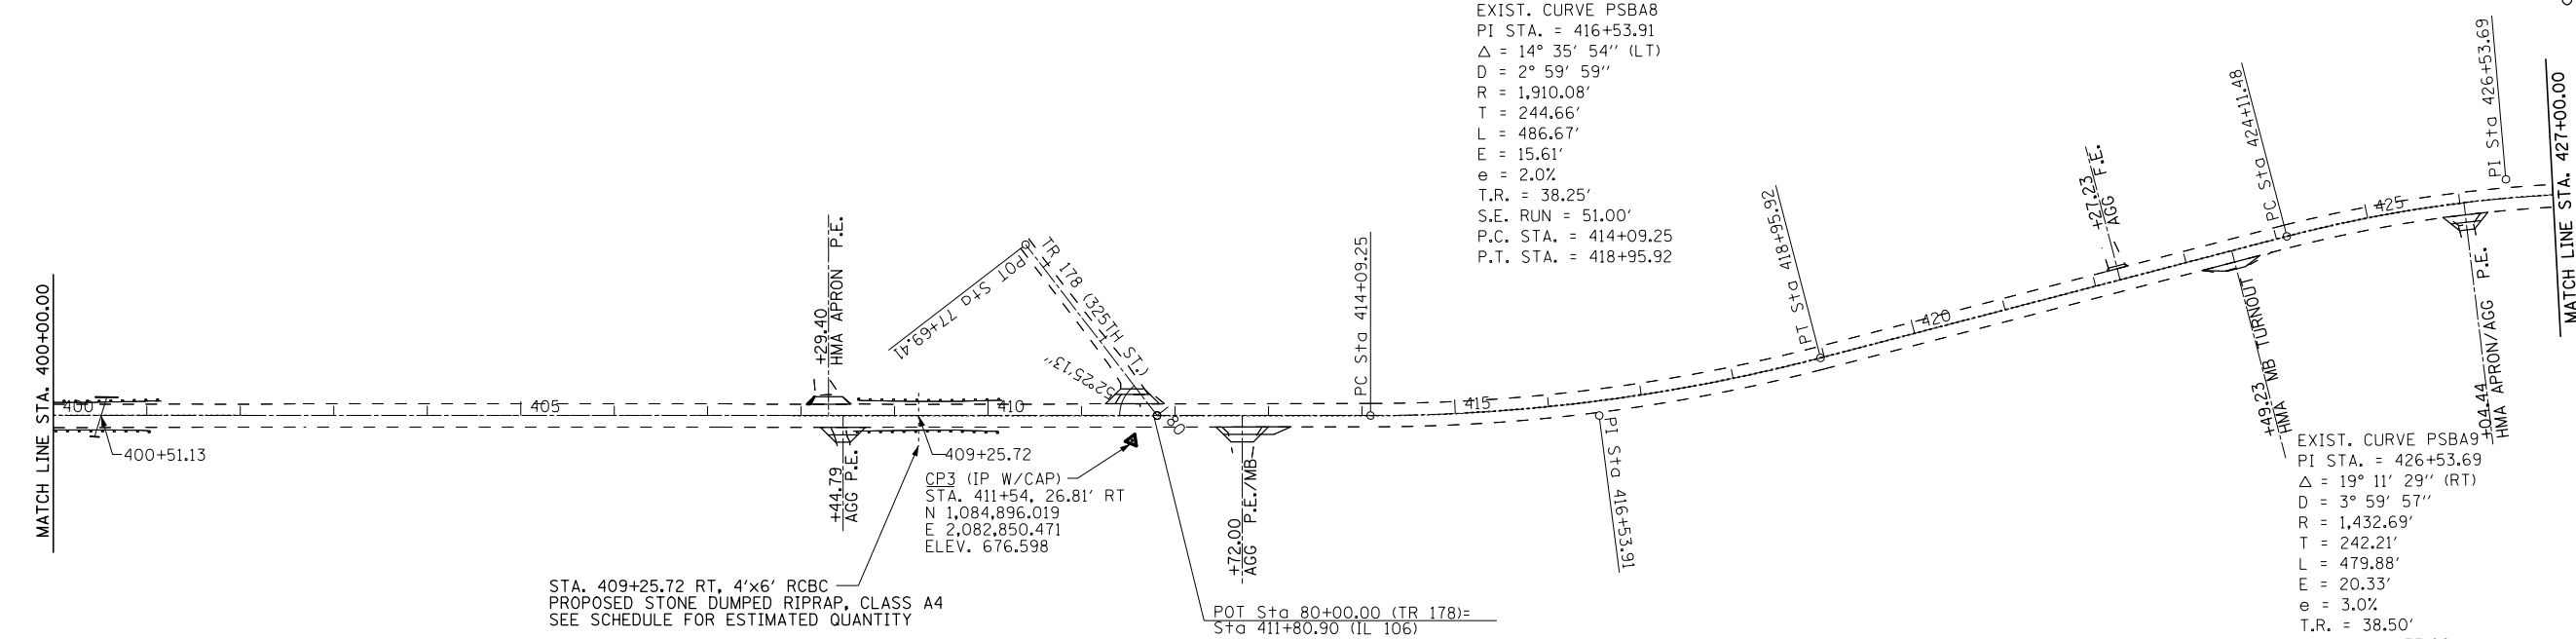 EXIST. CURVE PSBA8
PI STA. = 416+53.91
Δ = 14° 35' 54'' (LT)
D = 2° 59' 59''
R = 1,910.08'
T = 244.66'
L = 486.67'
E = 15.61'
e = 2.0%
T.R. = 38.25'
S.E. RUN = 51.00'
P.C. STA. = 414+09.25
P.T. STA. = 418+95.92
MATCH LINE STA. 400+00.00
400
400+51.13
405
+29.40
HMA APRON P.E.
+44.79
AGG P.E.
POT Sta 77+69.41
TR 178 (325TH ST.)
52°25'13"
409+25.72
410
80
CP3 (IP W/CAP)
STA. 411+54, 26.81' RT
N 1,084,896.019
E 2,082,850.471
ELEV. 676.598
STA. 409+25.72 RT, 4'x6' RCBC
PROPOSED STONE DUMPED RIPRAP, CLASS A4
SEE SCHEDULE FOR ESTIMATED QUANTITY
POT Sta 80+00.00 (TR 178)=
Sta 411+80.90 (IL 106)
+72.00
AGG P.E./MB
PC Sta 414+09.25
415
PI Sta 416+53.91
PT Sta 418+95.92
420
+27.23
AGG F.E.
PC Sta 424+11.48
+49.23
HMA MB TURNOUT
425
PI Sta 426+53.69
+04.44
HMA APRON/AGG P.E.
MATCH LINE STA. 427+00.00
EXIST. CURVE PSBA9
PI STA. = 426+53.69
Δ = 19° 11' 29'' (RT)
D = 3° 59' 57''
R = 1,432.69'
T = 242.21'
L = 479.88'
E = 20.33'
e = 3.0%
T.R. = 38.50'